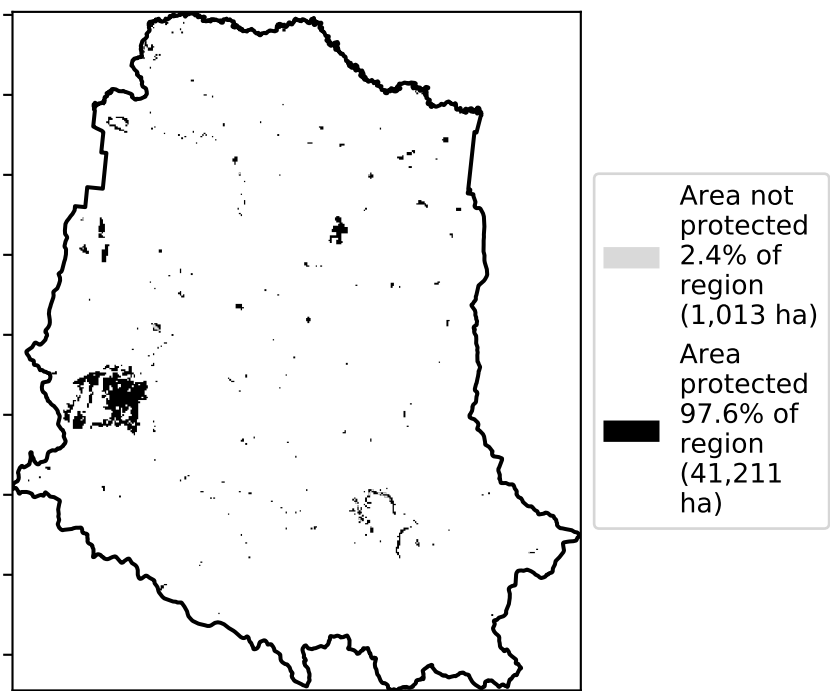 Area not
protected
2.4% of
region
(1,013 ha)
Area
protected
97.6% of
region
(41,211
ha)